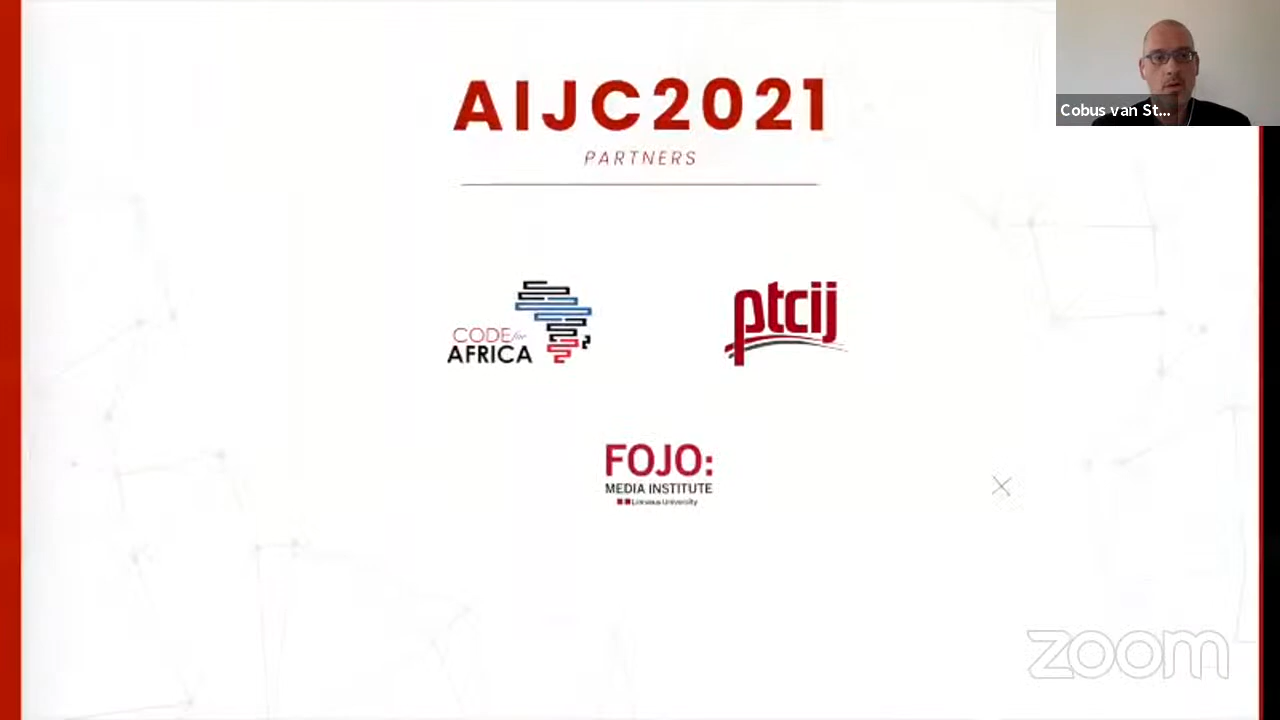 AIJC2021
PARTNERS
Cobus van St...
CODE for
AFRICA
ptcij
FOJO:
MEDIA INSTITUTE
Linnaeus University
zoom